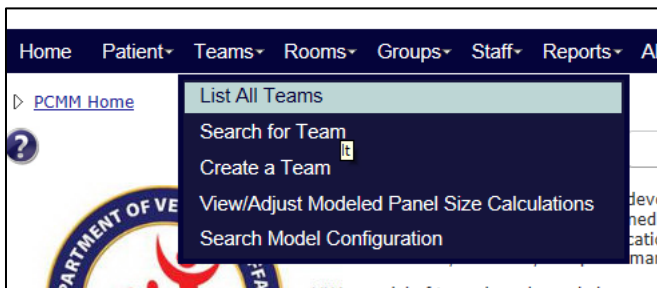 Home Patient Teams Rooms Groups Staff Reports
PCMM Home
List All Teams
Search for Team
lt
Create a Team
View/Adjust Modeled Panel Size Calculations
Search Model Configuration
?